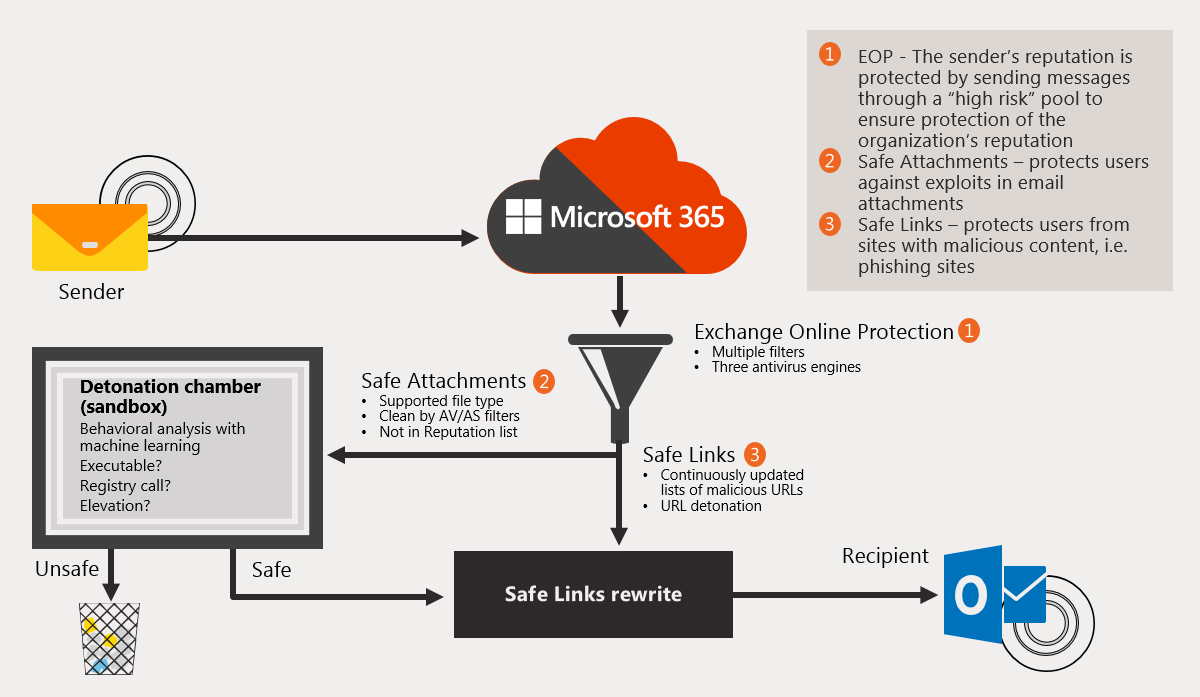 1 EOP - The sender’s reputation is
protected by sending messages
through a “high risk” pool to
ensure protection of the
organization’s reputation
2 Safe Attachments – protects users
against exploits in email
attachments
3 Safe Links – protects users from
sites with malicious content, i.e.
phishing sites
Microsoft 365
Sender
Exchange Online Protection 1
• Multiple filters
• Three antivirus engines
Safe Attachments 2
• Supported file type
• Clean by AV/AS filters
• Not in Reputation list
Detonation chamber
(sandbox)
Behavioral analysis with
machine learning
Executable?
Registry call?
Elevation?
Safe Links 3
• Continuously updated
lists of malicious URLs
• URL detonation
Unsafe
Safe
Safe Links rewrite
Recipient
O